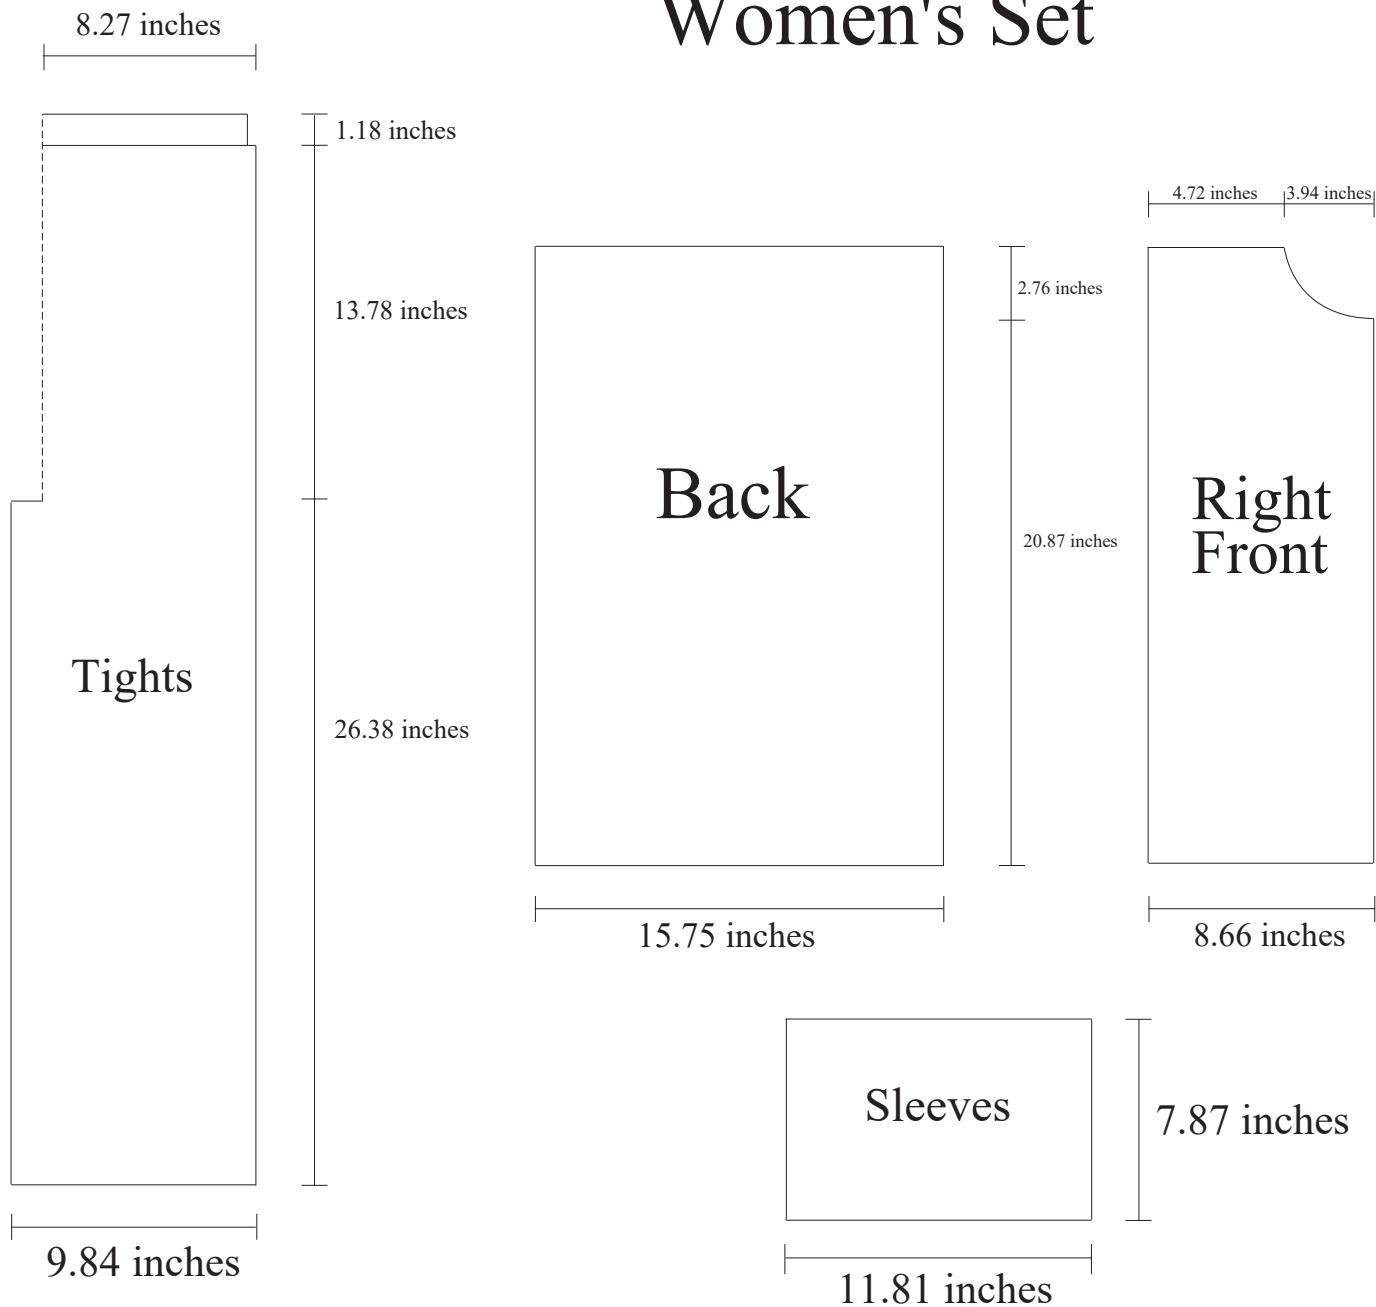 Women's Set
8.27 inches
1.18 inches
13.78 inches
26.38 inches
Tights
9.84 inches
Back
2.76 inches
20.87 inches
15.75 inches
4.72 inches
3.94 inches
Right
Front
8.66 inches
Sleeves
7.87 inches
11.81 inches